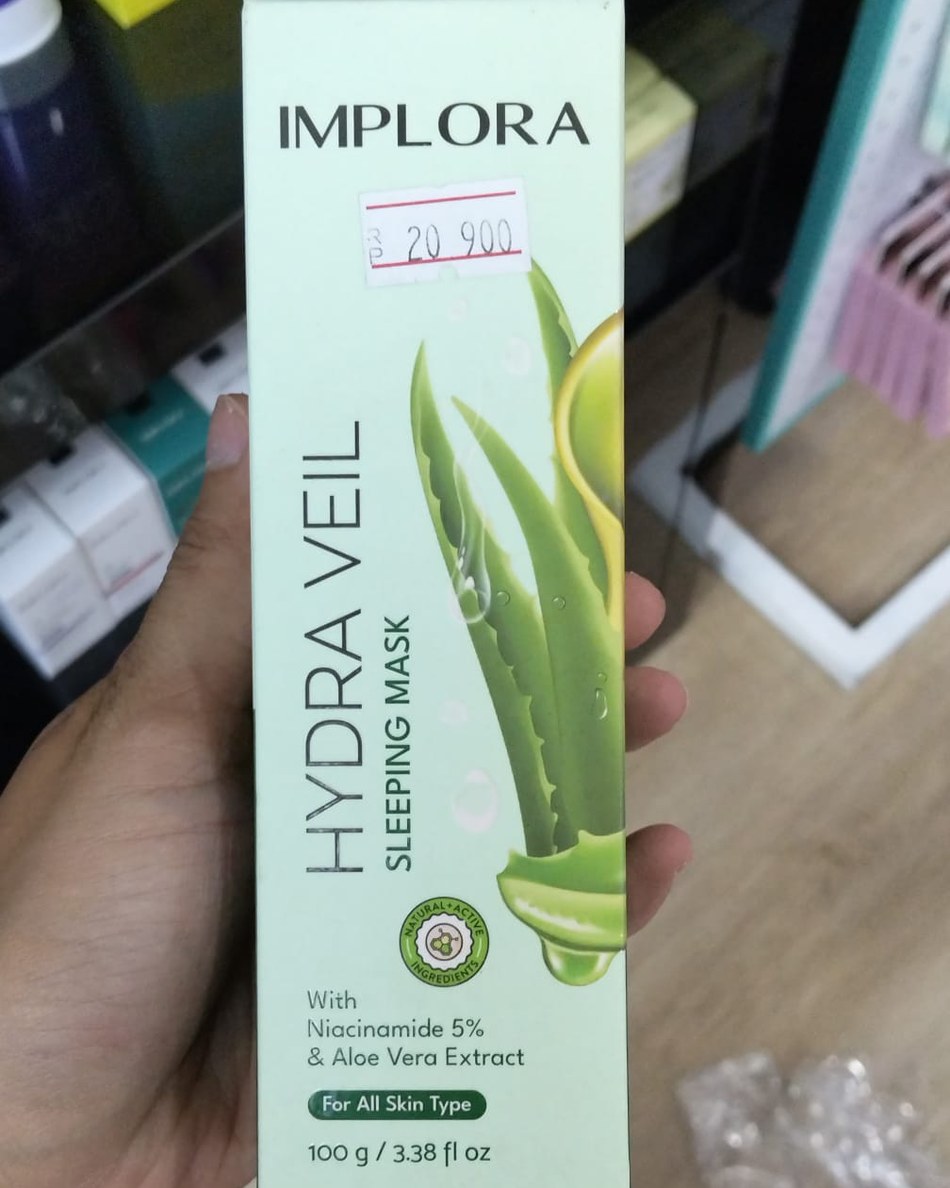 IMPLORA
RP 20 900
HYDRA VEIL
SLEEPING MASK
NATURAL+ACTIVE
INGREDIENTS
With
Niacinamide 5%
& Aloe Vera Extract
For All Skin Type
100 g / 3.38 fl oz